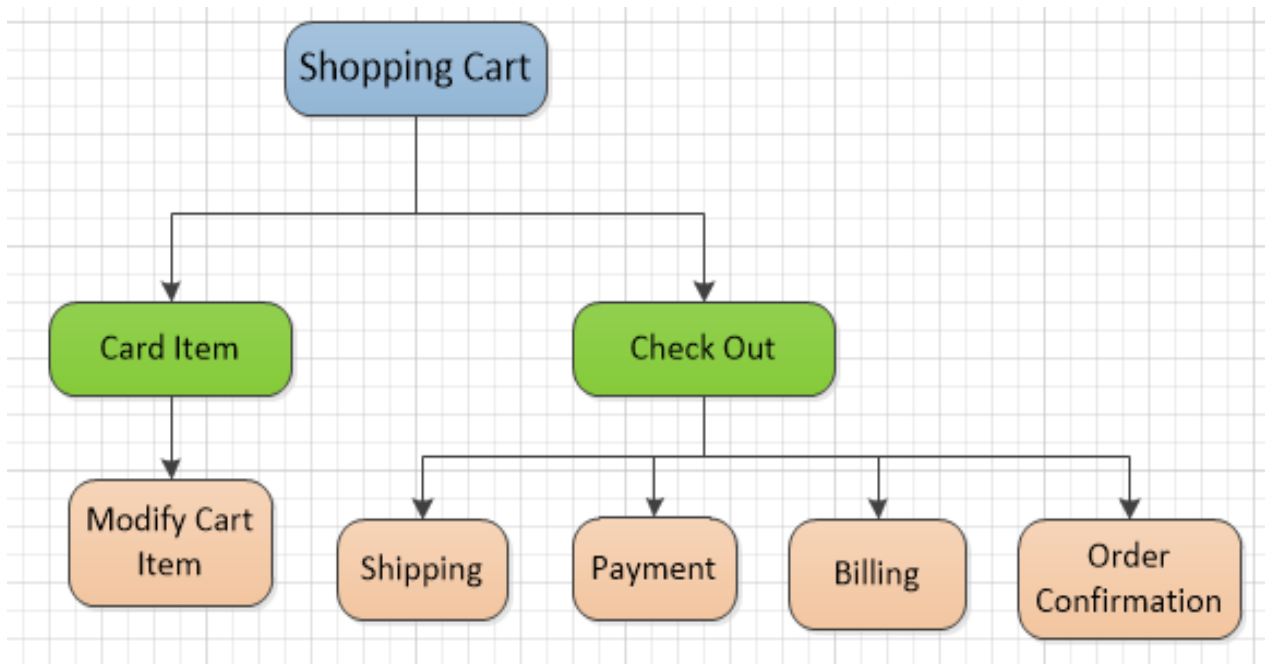 Shopping Cart
Card Item
Check Out
Modify Cart
Item
Shipping
Payment
Billing
Order
Confirmation